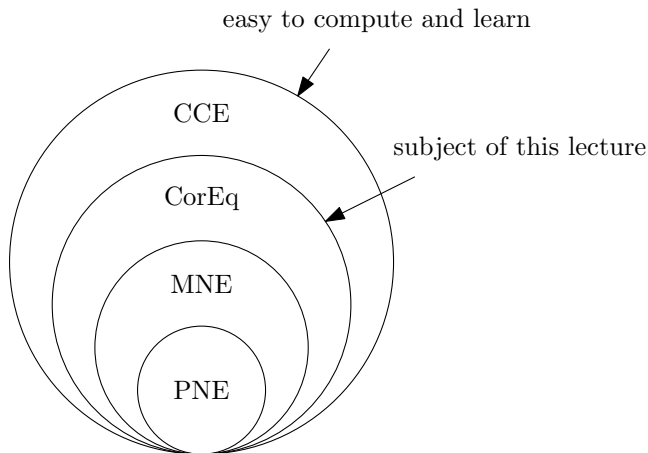 easy to compute and learn
CCE
subject of this lecture
CorEq
MNE
PNE